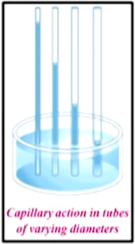 Capillary action in tubes
of varying diameters